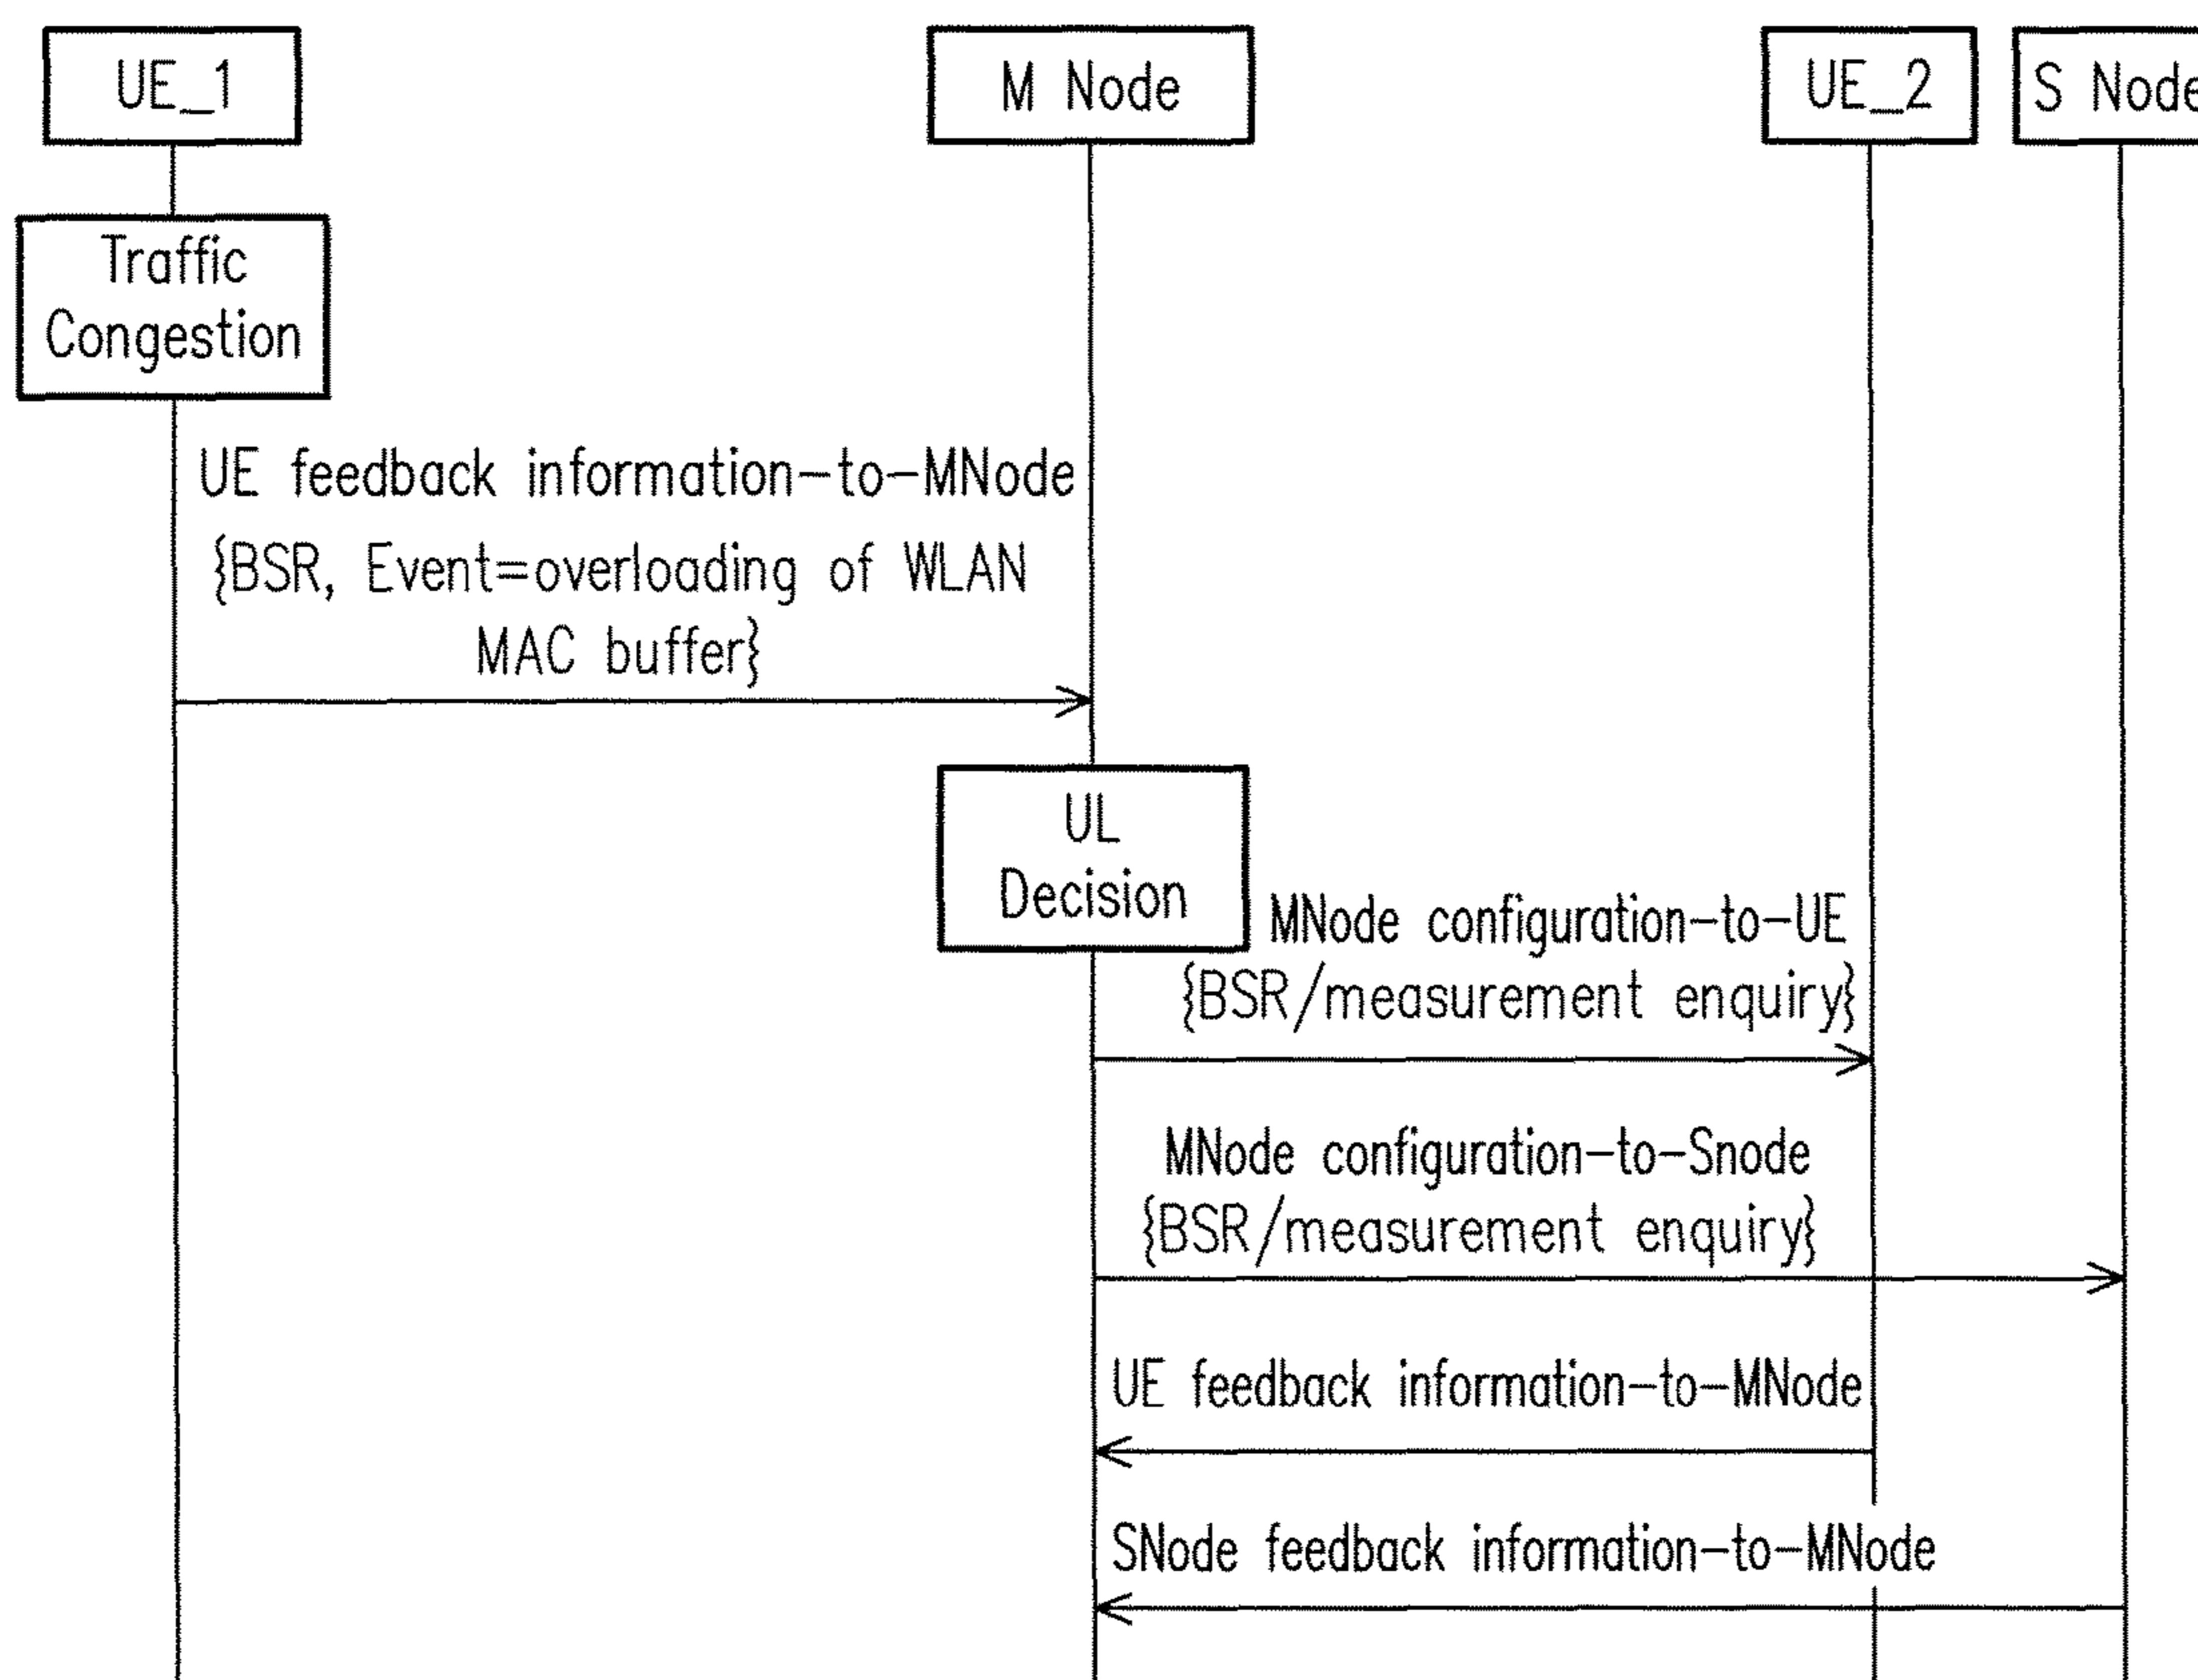 UE_1
M Node
UE_2
S Node
Traffic
Congestion
UE feedback information-to-MNode
{BSR, Event=overloading of WLAN
MAC buffer}
UL
Decision
MNode configuration-to-UE
{BSR/measurement enquiry}
MNode configuration-to-Snode
{BSR/measurement enquiry}
UE feedback information-to-MNode
SNode feedback information-to-MNode